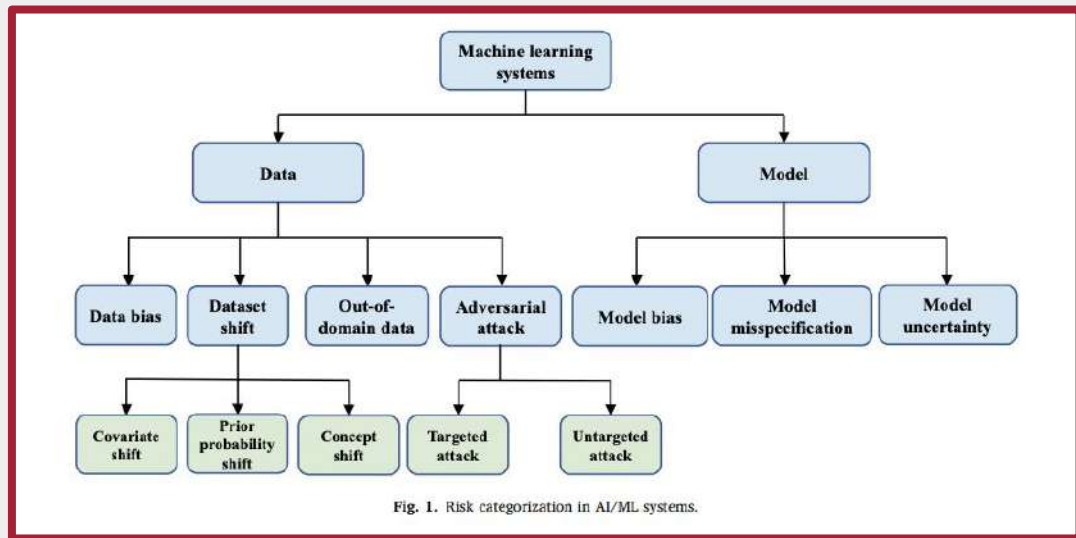 Machine learning
systems
Data
Model
Data bias
Dataset
shift
Out-of-
domain data
Adversarial
attack
Model bias
Model
misspecification
Model
uncertainty
Covariate
shift
Prior
probability
shift
Concept
shift
Targeted
attack
Untargeted
attack
Fig. 1. Risk categorization in AI/ML systems.